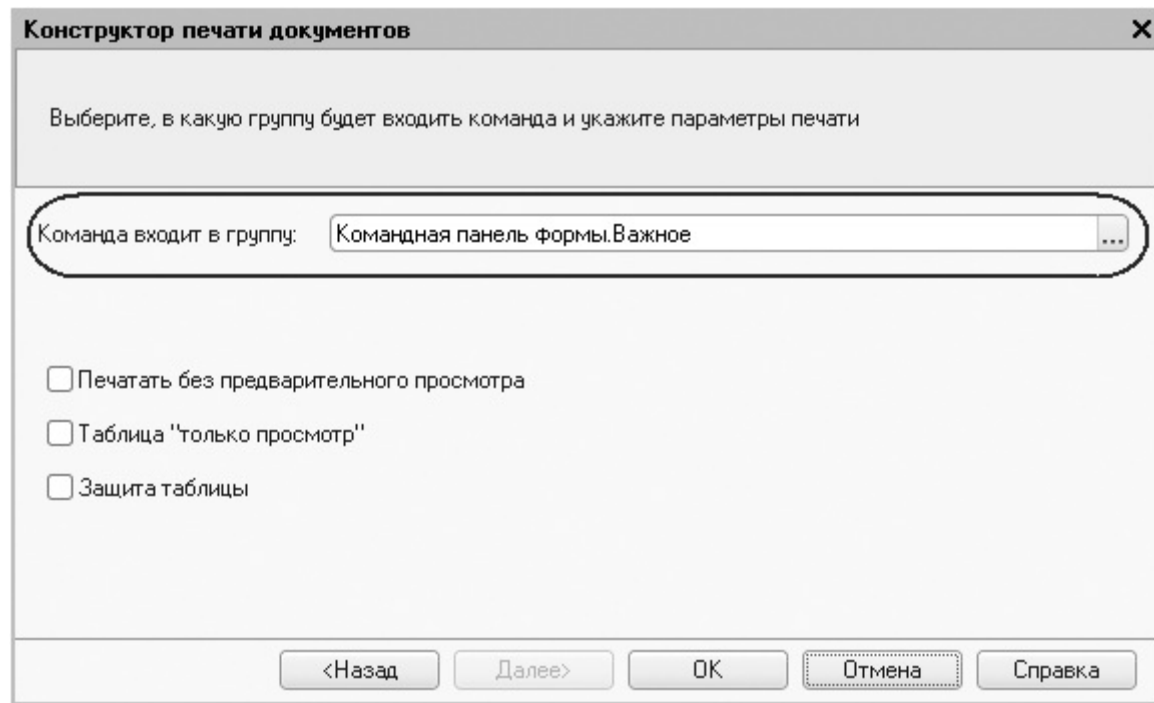 Конструктор печати документов
Выберите, в какую группу будет входить команда и укажите параметры печати
Команда входит в группу: Командная панель формы.Важное ...
Печатать без предварительного просмотра
Таблица "только просмотр"
Защита таблицы
<Назад Далее> OK Отмена Справка